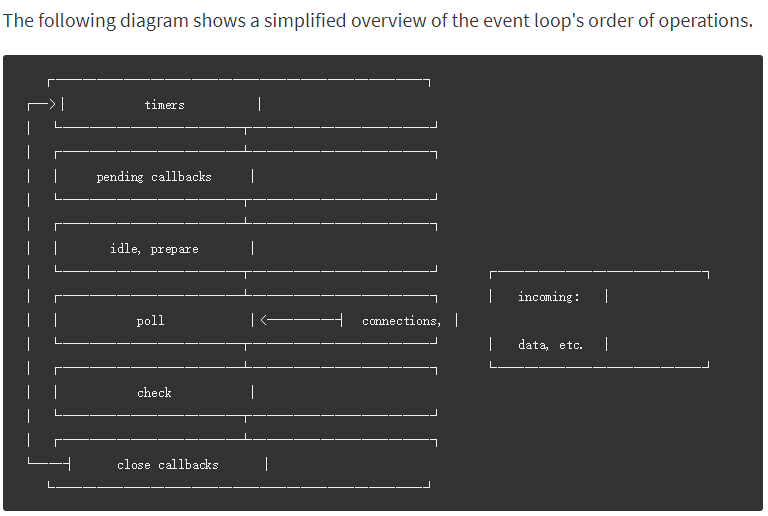 The following diagram shows a simplified overview of the event loop's order of operations.
timers
pending callbacks
idle, prepare
incoming:
poll
connections,
data, etc.
check
close callbacks